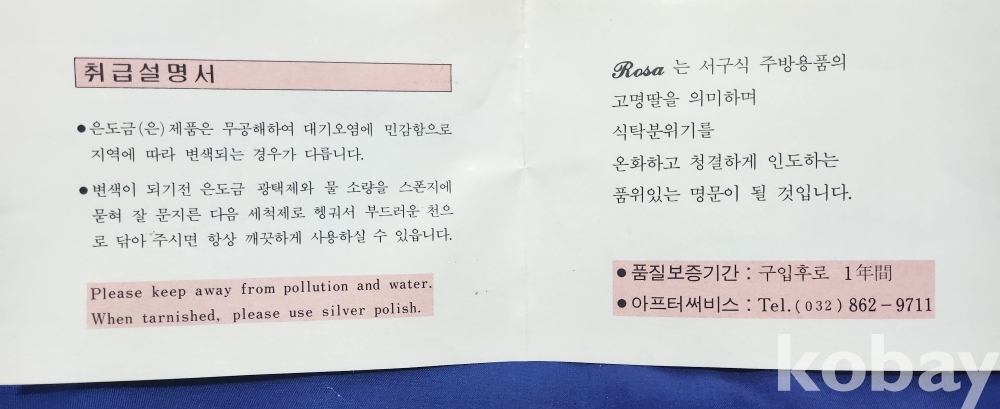 취급설명서
● 은도금(은)제품은 무공해하여 대기오염에 민감함으로
지역에 따라 변색되는 경우가 다릅니다.
● 변색이 되기전 은도금 광택제와 물 소량을 스폰지에
묻혀 잘 문지른 다음 세척제로 헹궈서 부드러운 천으
로 닦아 주시면 항상 깨끗하게 사용하실 수 있읍니다.
Please keep away from pollution and water.
When tarnished, please use silver polish.
Rosa 는 서구식 주방용품의
고명딸을 의미하며
식탁분위기를
온화하고 청결하게 인도하는
품위있는 명문이 될 것입니다.
● 품질보증기간 : 구입후로 1年間
● 아프터써비스 : Tel.(032) 862-9711
kobay